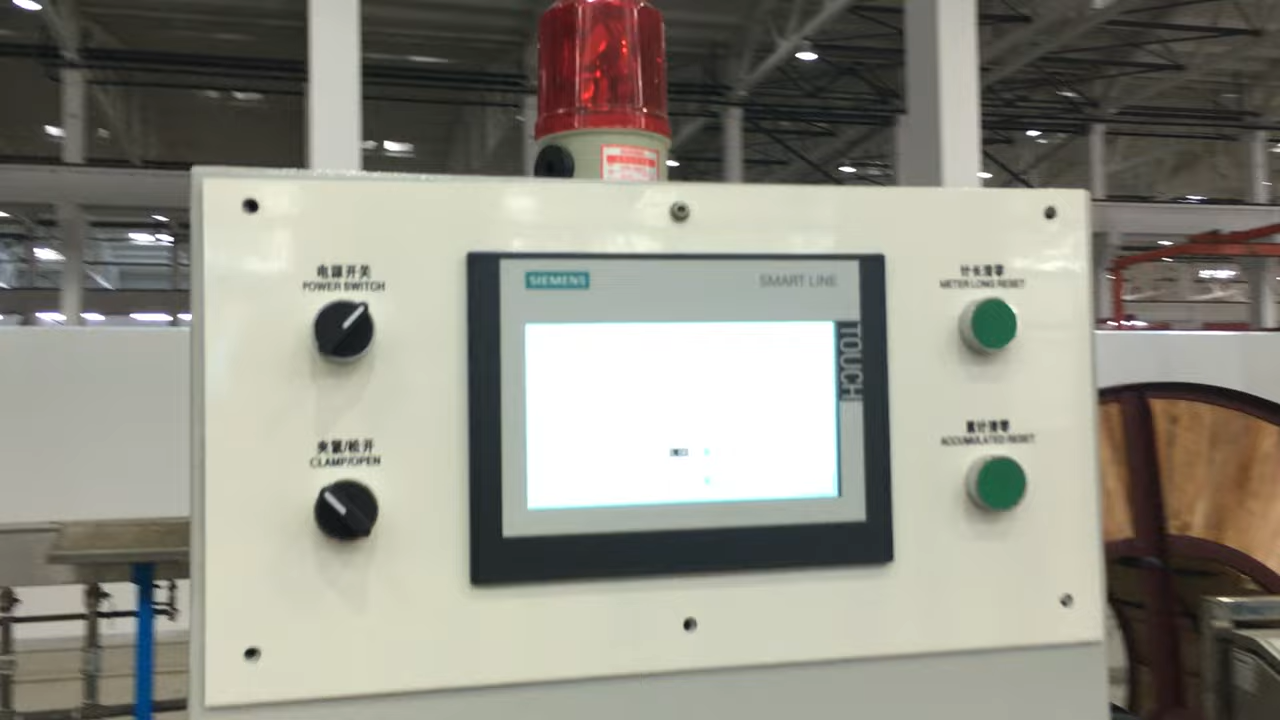 电源开关
POWER SWITCH
SIEMENS
SMART LINE
TOUCH
计长清零
METER LONG RESET
夹紧/松开
CLAMP/OPEN
累计清零
ACCUMULATED RESET